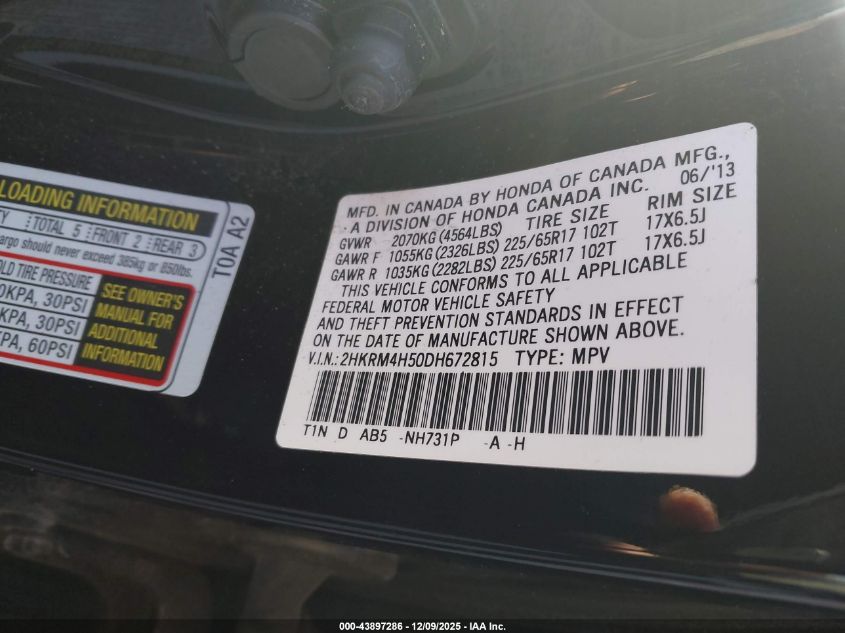 LOADING INFORMATION
TOTAL 5 FRONT 2 REAR 3
should never exceed 385kg or 850lbs.
TIRE PRESSURE
30PSI
KPA, 30PSI
60PSI
SEE OWNER'S
MANUAL FOR
ADDITIONAL
INFORMATION
T0A A2
MFD. IN CANADA BY HONDA OF CANADA MFG.,
A DIVISION OF HONDA CANADA INC. 06/'13
GVWR 2070KG (4564LBS) TIRE SIZE RIM SIZE
GAWR F 1055KG (2326LBS) 225/65R17 102T 17X6.5J
GAWR R 1035KG (2282LBS) 225/65R17 102T 17X6.5J
THIS VEHICLE CONFORMS TO ALL APPLICABLE
FEDERAL MOTOR VEHICLE SAFETY
AND THEFT PREVENTION STANDARDS IN EFFECT
ON THE DATE OF MANUFACTURE SHOWN ABOVE.
V.I.N.: 2HKRM4H50DH672815 TYPE: MPV
T1N D AB5 -NH731P -A -H
000-43897286 - 12/09/2025 - IAA Inc.